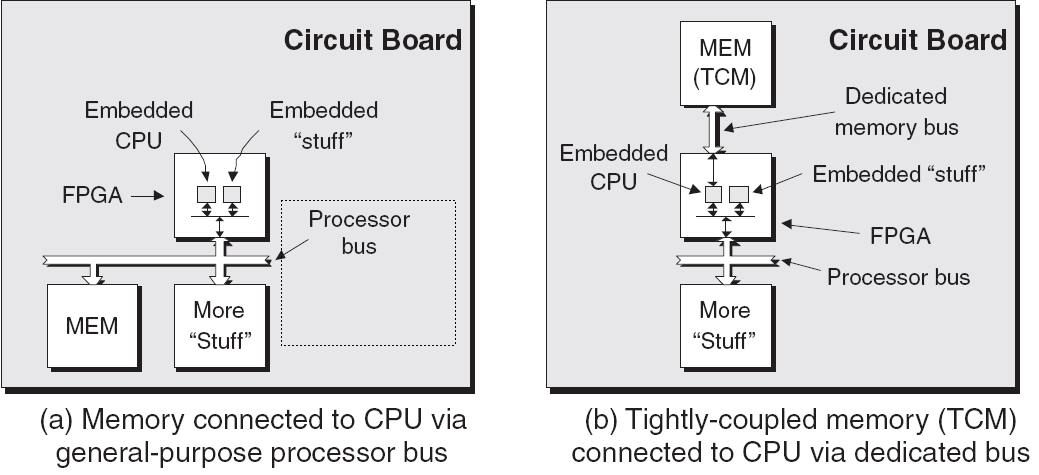 Circuit Board
Embedded
CPU
Embedded
“stuff”
FPGA
Processor
bus
MEM
More
“Stuff”
(a) Memory connected to CPU via
general-purpose processor bus
Circuit Board
MEM
(TCM)
Dedicated
memory bus
Embedded
CPU
Embedded “stuff”
FPGA
Processor bus
More
“Stuff”
(b) Tightly-coupled memory (TCM)
connected to CPU via dedicated bus